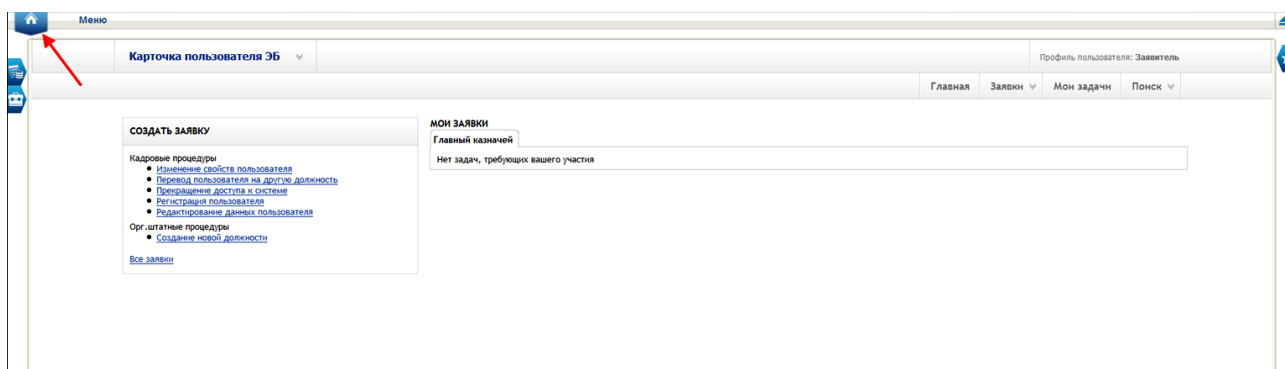 Меню
Карточка пользователя ЭБ
Профиль пользователя: Заявитель
Главная Заявки Мои задачи Поиск
СОЗДАТЬ ЗАЯВКУ
Кадровые процедуры
Изменение свойств пользователя
Перевод пользователя на другую должность
Прекращение доступа к системе
Регистрация пользователя
Редактирование данных пользователя
Орг.штатные процедуры
Создание новой должности
Все заявки
МОИ ЗАЯВКИ
Главный казначей
Нет задач, требующих вашего участия